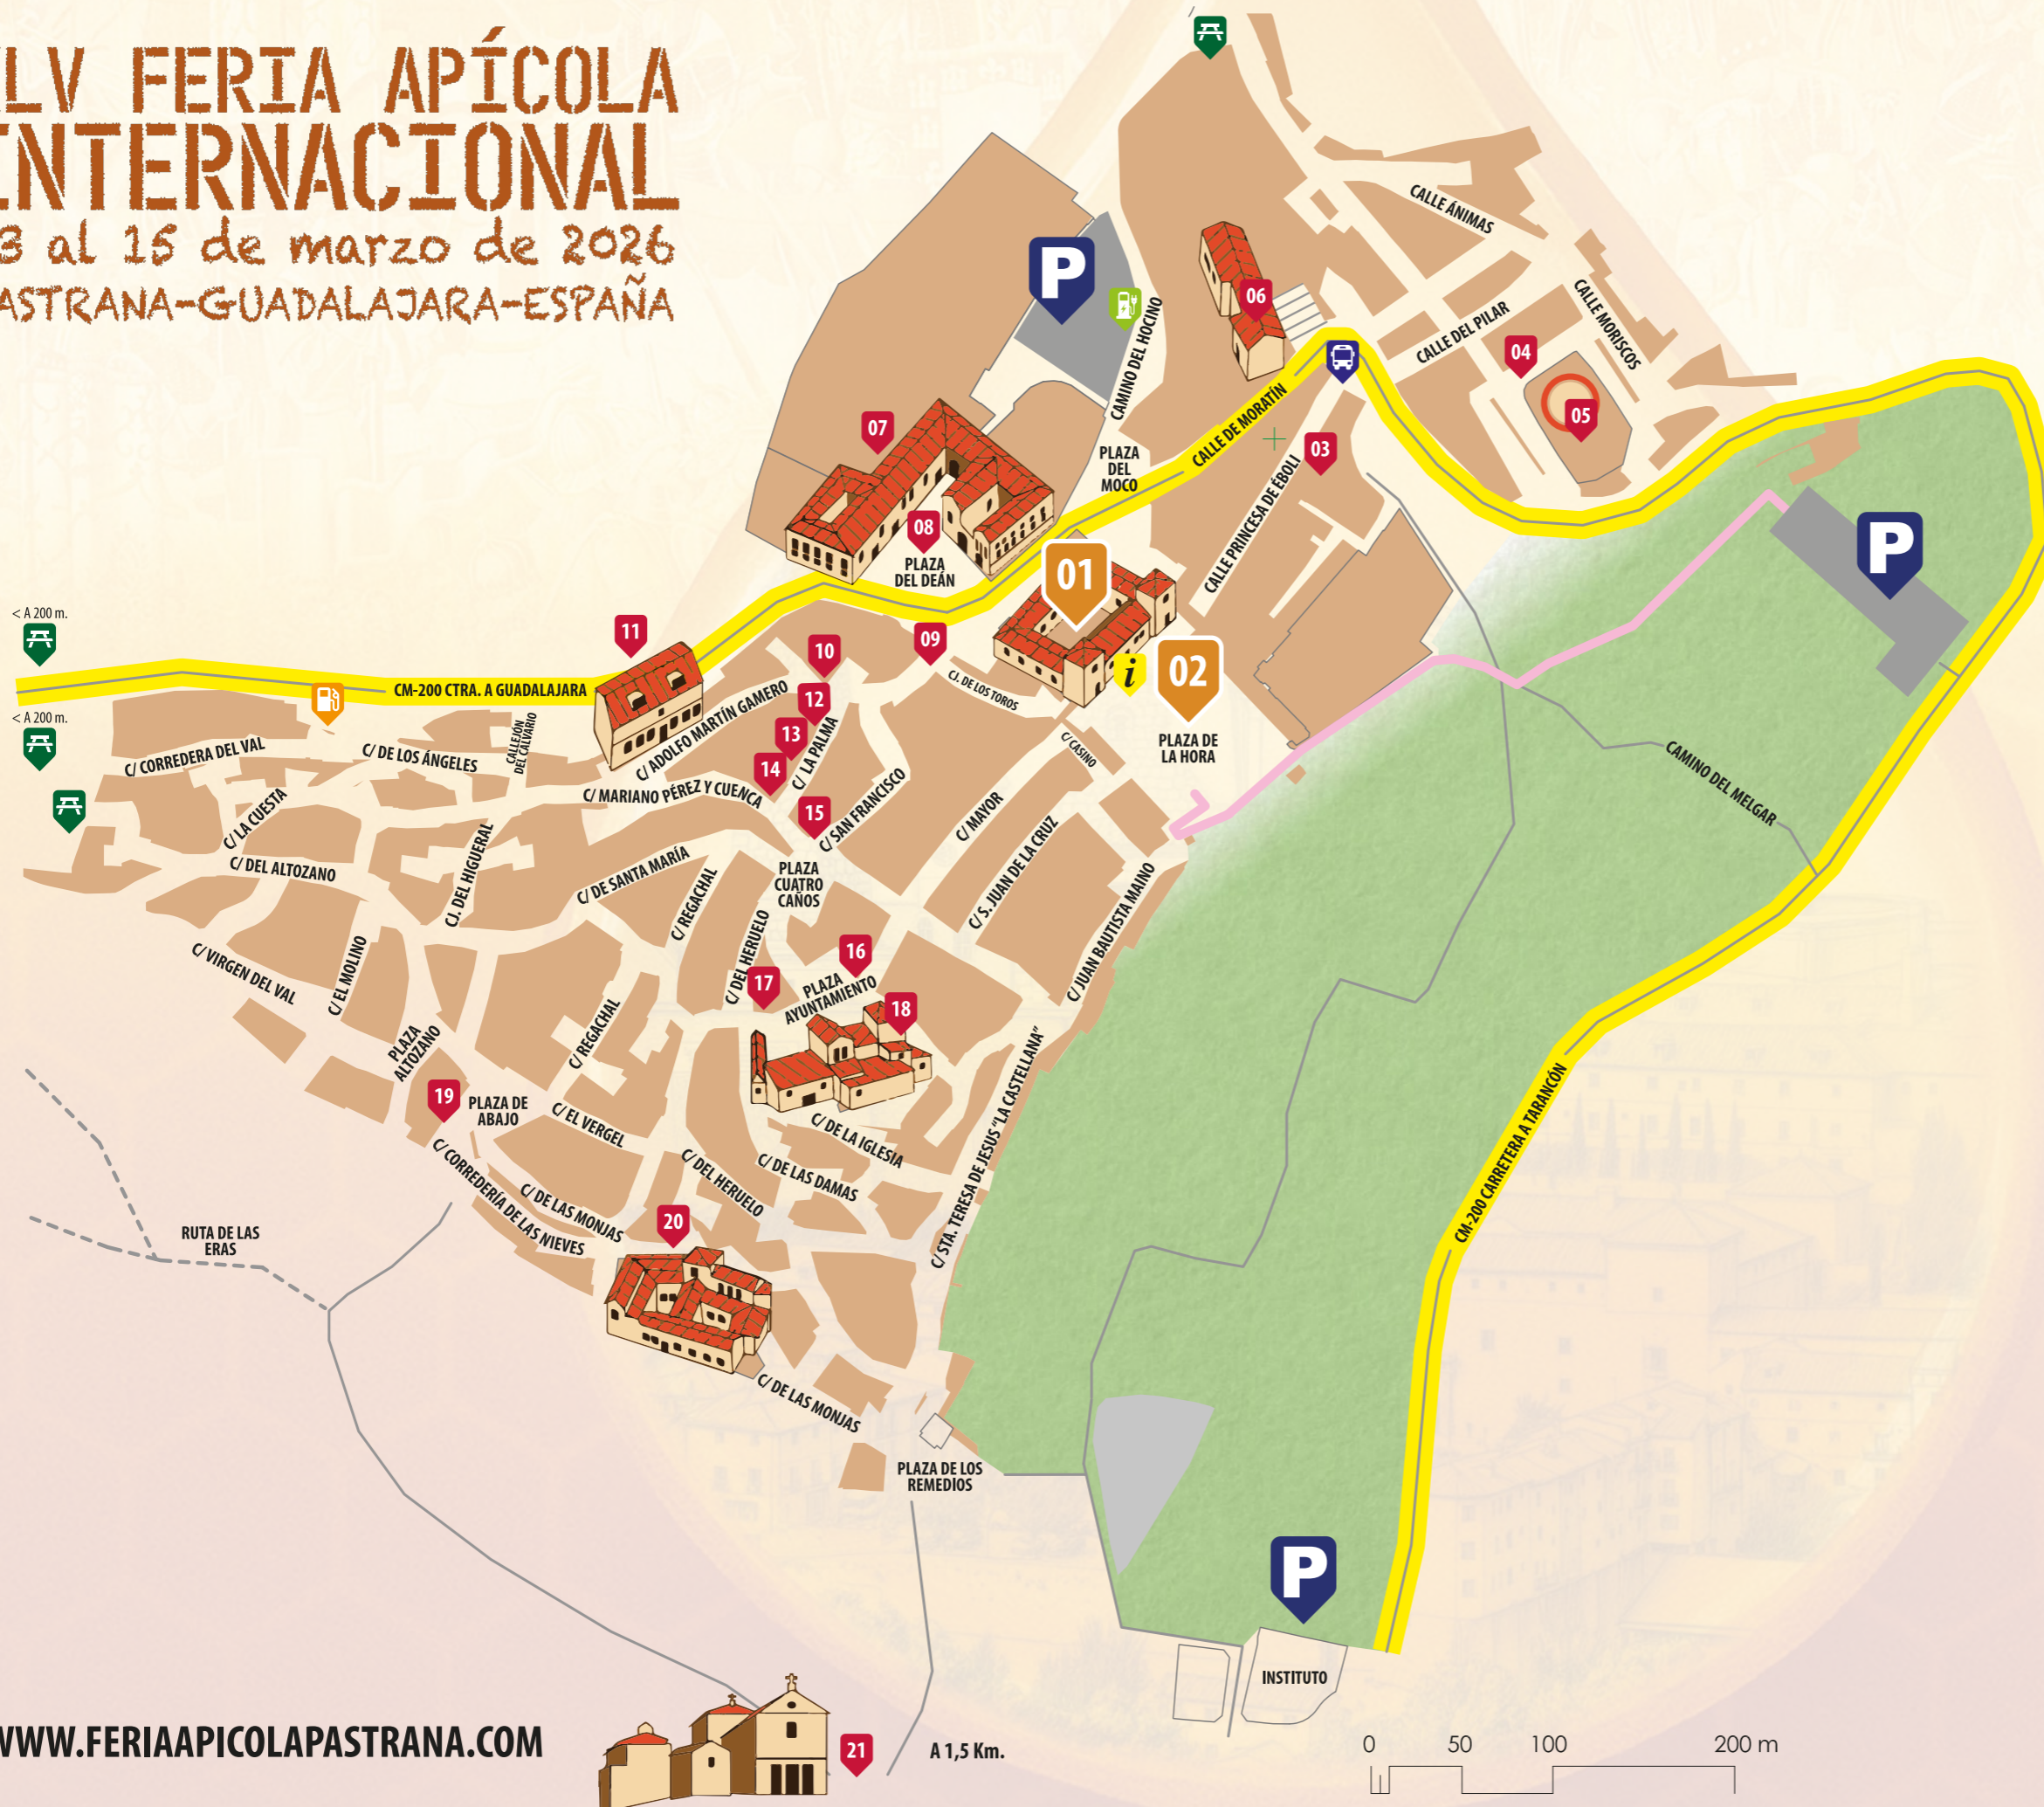 LV FERIA APÍCOLA
INTERNACIONAL
3 al 15 de marzo de 2026
ASTRANA-GUADALAJARA-ESPAÑA
P
CALLE ÁNIMAS
CALLE MORISCOS
CALLE DEL PILAR
06
04
05
CAMINO DEL HOCINO
CALLE DE MORATÍN
03
07
PLAZA
DEL
MOCO
CALLE PRINCESA DE ÉBOLI
08
PLAZA
DEL DEÁN
01
P
< A 200 m.
11
10
09
i
02
CJ. DE LOS TOROS
CM-200 CTRA. A GUADALAJARA
< A 200 m.
12
13
14
C/ ADOLFO MARTÍN GAMERO
C/ LA PALMA
C/ CASINO
PLAZA DE
LA HORA
C/ CORREDERA DEL VAL
C/ DE LOS ÁNGELES
CALLEJÓN
DEL CALVARIO
CAMINO DEL MELGAR
C/ MARIANO PÉREZ Y CUENCA
15
C/ SAN FRANCISCO
C/ MAYOR
C/ LA CUESTA
C/ DEL ALTOZANO
CJ. DEL HIGUERAL
C/ DE SANTA MARÍA
C/ REGACHAL
PLAZA
CUATRO
CAÑOS
C/ S. JUAN DE LA CRUZ
C/ JUAN BAUTISTA MAINO
C/ DEL HERUELO
C/ VIRGEN DEL VAL
C/ EL MOLINO
16
17
PLAZA
AYUNTAMIENTO
18
C/ REGACHAL
PLAZA
ALTOZANO
19
PLAZA DE
ABAJO
C/ EL VERGEL
C/ DE LA IGLESIA
C/ STA. TERESA DE JESUS "LA CASTELLANA"
CM-200 CARRETERA A TARANCÓN
C/ CORREDERÍA DE LAS NIEVES
C/ DE LAS MONJAS
C/ DEL HERUELO
C/ DE LAS DAMAS
RUTA DE LAS
ERAS
20
C/ DE LAS MONJAS
PLAZA DE LOS
REMEDIOS
P
INSTITUTO
WWW.FERIAAPICOLAPASTRANA.COM
21
A 1,5 Km.
0 50 100 200 m